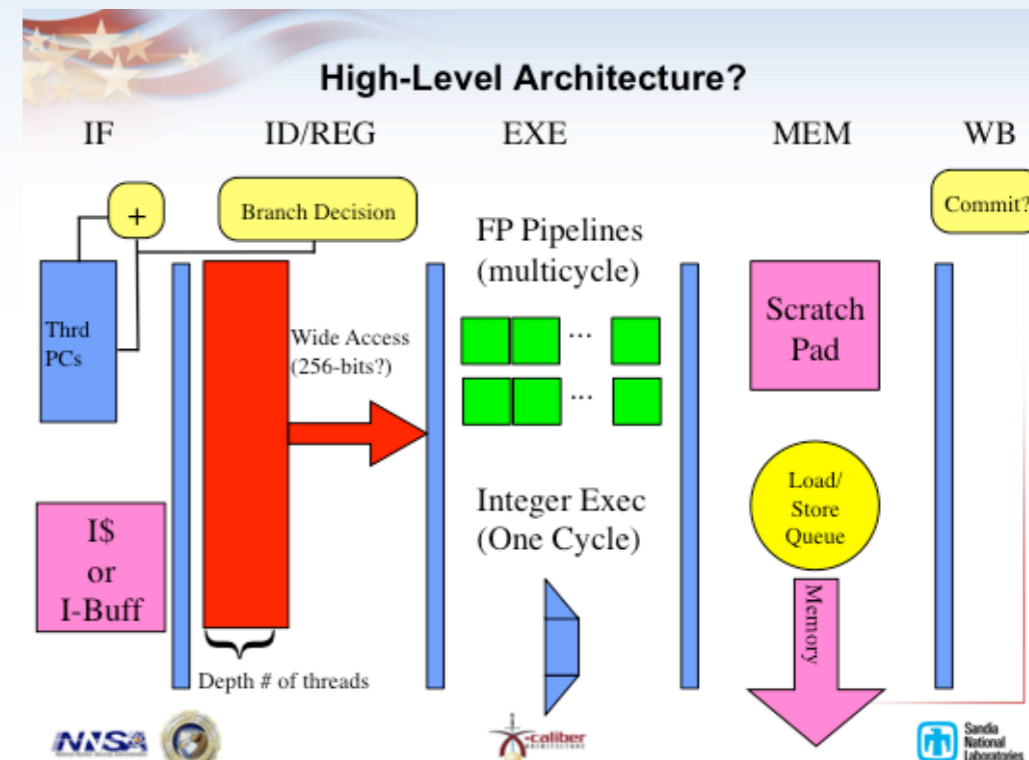 High-Level Architecture?
IF ID/REG EXE MEM WB
+
Branch Decision
Commit?
FP Pipelines
(multicycle)
Thrd
PCs
Wide Access
(256-bits?)
...
...
Scratch
Pad
Integer Exec
(One Cycle)
Load/
Store
Queue
I$
or
I-Buff
Memory
Depth # of threads
NNSA
X-caliber
ARCHITECTURE
Sandia
National
Laboratories